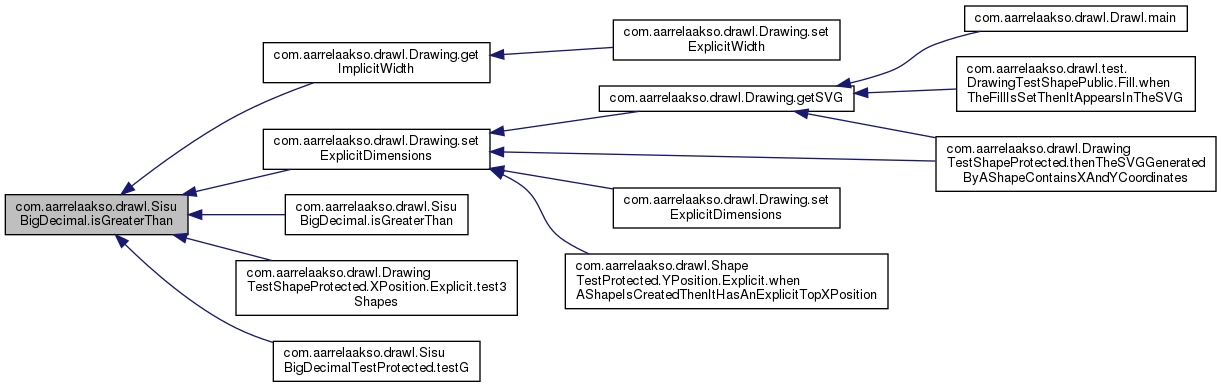 com.aarrelaakso.drawl.Sisu
BigDecimal.isGreaterThan
com.aarrelaakso.drawl.Drawing.get
ImplicitWidth
com.aarrelaakso.drawl.Drawing.set
ExplicitWidth
com.aarrelaakso.drawl.Drawing.set
ExplicitDimensions
com.aarrelaakso.drawl.Drawing.getSVG
com.aarrelaakso.drawl.Drawl.main
com.aarrelaakso.drawl.test.
DrawingTestShapePublic.Fill.when
TheFillIsSetThenItAppearsInTheSVG
com.aarrelaakso.drawl.Drawing
TestShapeProtected.thenTheSVGGenerated
ByAShapeContainsXAndYCoordinates
com.aarrelaakso.drawl.Drawing.set
ExplicitDimensions
com.aarrelaakso.drawl.Shape
TestProtected.YPosition.Explicit.when
AShapeIsCreatedThenItHasAnExplicitTopXPosition
com.aarrelaakso.drawl.Sisu
BigDecimal.isGreaterThan
com.aarrelaakso.drawl.Drawing
TestShapeProtected.XPosition.Explicit.test3
Shapes
com.aarrelaakso.drawl.Sisu
BigDecimalTestProtected.testG